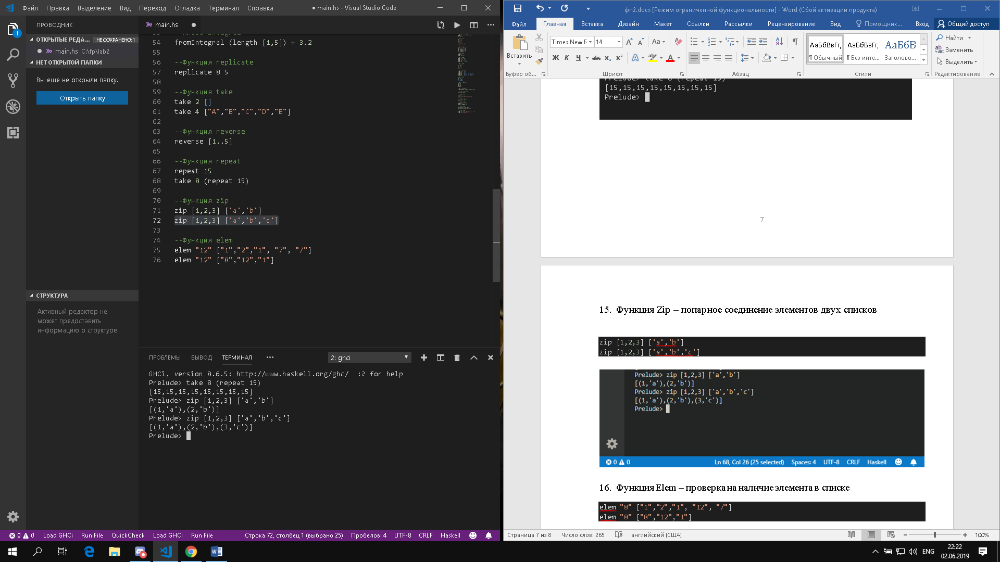 Файл Правка Выделение Вид Переход Отладка Терминал Справка ● main.hs - Visual Studio Code
ПРОВОДНИК
ОТКРЫТЫЕ РЕДА... НЕ СОХРАНЕНО: 1
main.hs C:\fp\lab2
НЕТ ОТКРЫТОЙ ПАПКИ
Вы еще не открыли папку.
Открыть папку
1
СТРУКТУРА
Активный редактор не
может предоставить
информацию о структуре.
main.hs
54 fromIntegral (length [1,5]) + 3.2
55
56 --Функция replicate
57 replicate 8 5
58
59 --Функция take
60 take 2 []
61 take 4 ["A","B","C","D","E"]
62
63 --Функция reverse
64 reverse [1..5]
65
66 --Функция repeat
67 repeat 15
68 take 8 (repeat 15)
69
70 --Функция zip
71 zip [1,2,3] ['a','b']
72 zip [1,2,3] ['a','b','c']
73
74 --Функция elem
75 elem "12" ["1","2","1", "7", "/"]
76 elem "12" ["8","12","1"]
ПРОБЛЕМЫ ВЫВОД ТЕРМИНАЛ ••• 2: ghci
GHCi, version 8.6.5: http://www.haskell.org/ghc/ :? for help
Prelude> take 8 (repeat 15)
[15,15,15,15,15,15,15,15]
Prelude> zip [1,2,3] ['a','b']
[(1,'a'),(2,'b')]
Prelude> zip [1,2,3] ['a','b','c']
[(1,'a'),(2,'b'),(3,'c')]
Prelude>
0 0 Load GHCi Run File QuickCheck Load GHCi Run File Строка 72, столбец 1 (выбрано 25) Пробелов: 4 UTF-8 CRLF Haskell
фп2.docx [Режим ограниченной функциональности] - Word (Сбой активации продукта)
Файл Главная Вставка Дизайн Макет Ссылки Рассылки Рецензирование Вид Помощник... Вход Общий доступ
Вставить
Буфер об...
Times New F 14 Aa
Ж К Ч abc x₂ x²
Шрифт
Абзац
АаБбВвГг, АаБбВвГг, АаБбВ
¶ Обычный ¶ Без инте... Заголово...
Стили
Найти
Заменить
Выделить
Редактирование
Prelude> take 8 (repeat 15)
[15,15,15,15,15,15,15,15]
Prelude>
7
15. Функция Zip – попарное соединение элементов двух списков
zip [1,2,3] ['a','b']
zip [1,2,3] ['a','b','c']
Prelude> zip [1,2,3] ['a','b']
[(1,'a'),(2,'b')]
Prelude> zip [1,2,3] ['a','b','c']
[(1,'a'),(2,'b'),(3,'c')]
Prelude>
0 0 Ln 68, Col 26 (25 selected) Spaces: 4 UTF-8 CRLF Haskell
16. Функция Elem – проверка на наличие элемента в списке
elem "8" ["1","2","1", "12", "/"]
elem "8" ["8","12","1"]
Страница 7 из 8 Число слов: 265 английский (США) 100%
ENG 22:22
02.06.2019